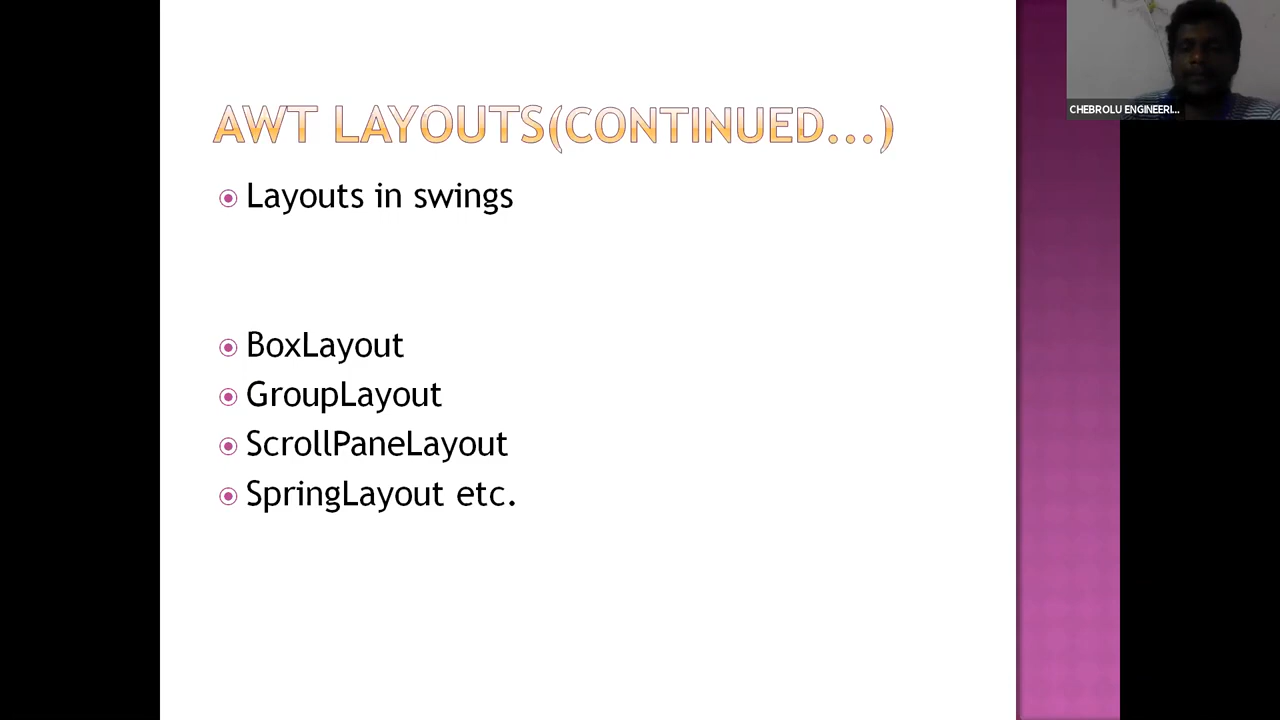 AWT LAYOUTS(CONTINUED...)
Layouts in swings
BoxLayout
GroupLayout
ScrollPaneLayout
SpringLayout etc.
CHEBROLU ENGINEERI...